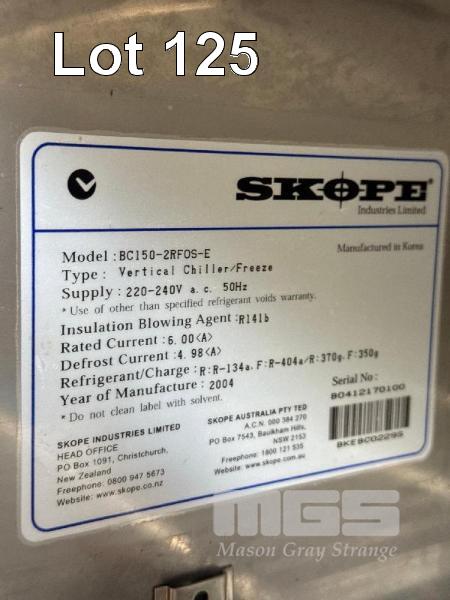 Lot 125
SKOPE
Industries Limited
Manufactured in Korea
Model : BC150-2RFOS-E
Type : Vertical Chiller/Freeze
Supply : 220-240V a.c. 50Hz
* Use of other than specified refrigerant voids warranty.
Insulation Blowing Agent : R141b
Rated Current : 6.00<A>
Defrost Current : 4.98<A>
Refrigerant/Charge : R:R-134a, F:R-404a/R:370g, F:350g
Year of Manufacture : 2004
* Do not clean label with solvent.
Serial No :
B0412170100
BKEBC02295
SKOPE INDUSTRIES LIMITED
HEAD OFFICE
PO Box 1091, Christchurch,
New Zealand
Freephone: 0800 947 5673
Website: www.skope.co.nz
SKOPE AUSTRALIA PTY TED
A.C.N. 000 384 270
PO Box 7543, Baulkham Hills,
NSW 2153
Freephone: 1800 121 535
Website: www.skope.com.au
MGS
Mason Gray Strange